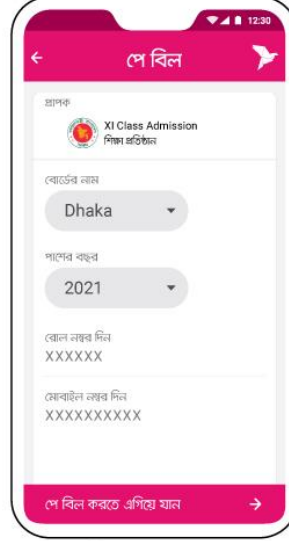 12:30
পে বিল
প্রাপক
XI Class Admission
শিক্ষা প্রতিষ্ঠান
বোর্ডের নাম
Dhaka
পাশের বছর
2021
রোল নম্বর দিন
XXXXXX
মোবাইল নম্বর দিন
XXXXXXXXXX
পে বিল করতে এগিয়ে যান